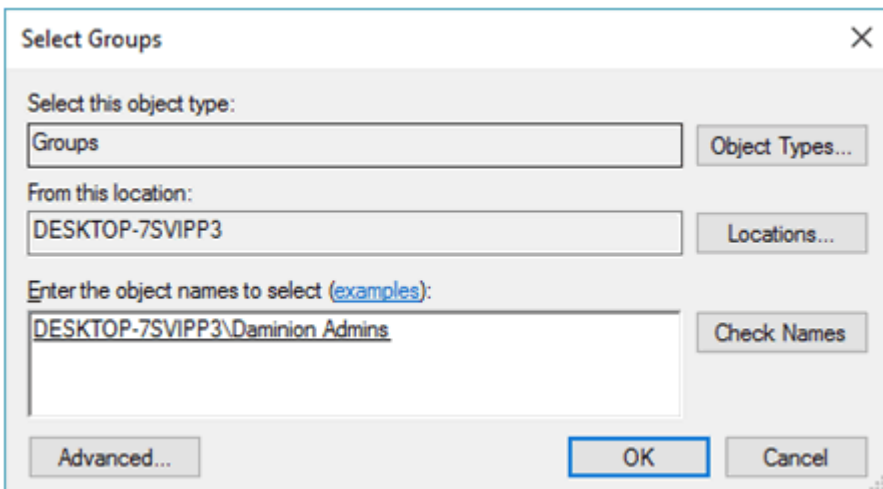 Select Groups
Select this object type:
Groups
Object Types...
From this location:
DESKTOP-7SVIPP3
Locations...
Enter the object names to select (examples):
DESKTOP-7SVIPP3\Daminion Admins
Check Names
Advanced...
OK
Cancel